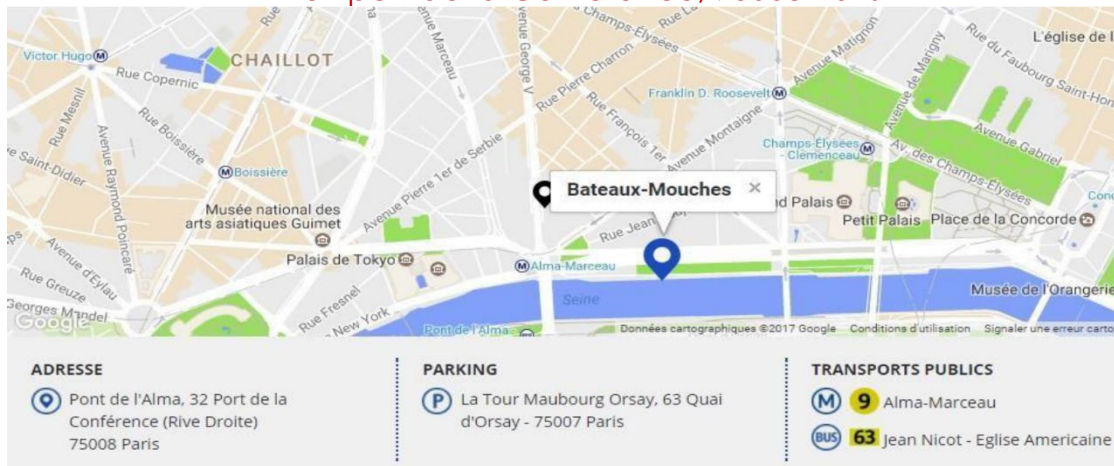 Champs-Élysées
L'église de l
Victor Hugo M
CHAILLOT
Avenue Marceau
Avenue George V
Avenue Matignon
Avenue de Marigny
Rue du Faubourg Saint-Hon
Rue Copernic
Rue Pierre Charron
Franklin D. Roosevelt M
Rue Mesnil
Rue Boissière
Rue François 1er
Avenue Montaigne
Avenue Gabriel
Champs-Élysées
- Clemenceau
Av. des Champs-Élysées
e Saint-Didier
M Boissière
Avenue Raymond Poincaré
Avenue Pierre 1er de Serbie
Bateaux-Mouches ×
Musée national des
arts asiatiques Guimet
nd Palais
Petit Palais
Place de la Concorde
Rue Jean
Palais de Tokyo
M Alma-Marceau
Avenue d'Eylau
Rue Greuze
Georges Mandel
Rue Fresnel
New York
Seine
Musée de l'Orangerie
Google
Pont de l'Alma
Données cartographiques ©2017 Google Conditions d'utilisation Signaler une erreur carto
ADRESSE
Pont de l'Alma, 32 Port de la
Conférence (Rive Droite)
75008 Paris
PARKING
P La Tour Maubourg Orsay, 63 Quai
d'Orsay - 75007 Paris
TRANSPORTS PUBLICS
M 9 Alma-Marceau
BUS 63 Jean Nicot - Eglise Americaine